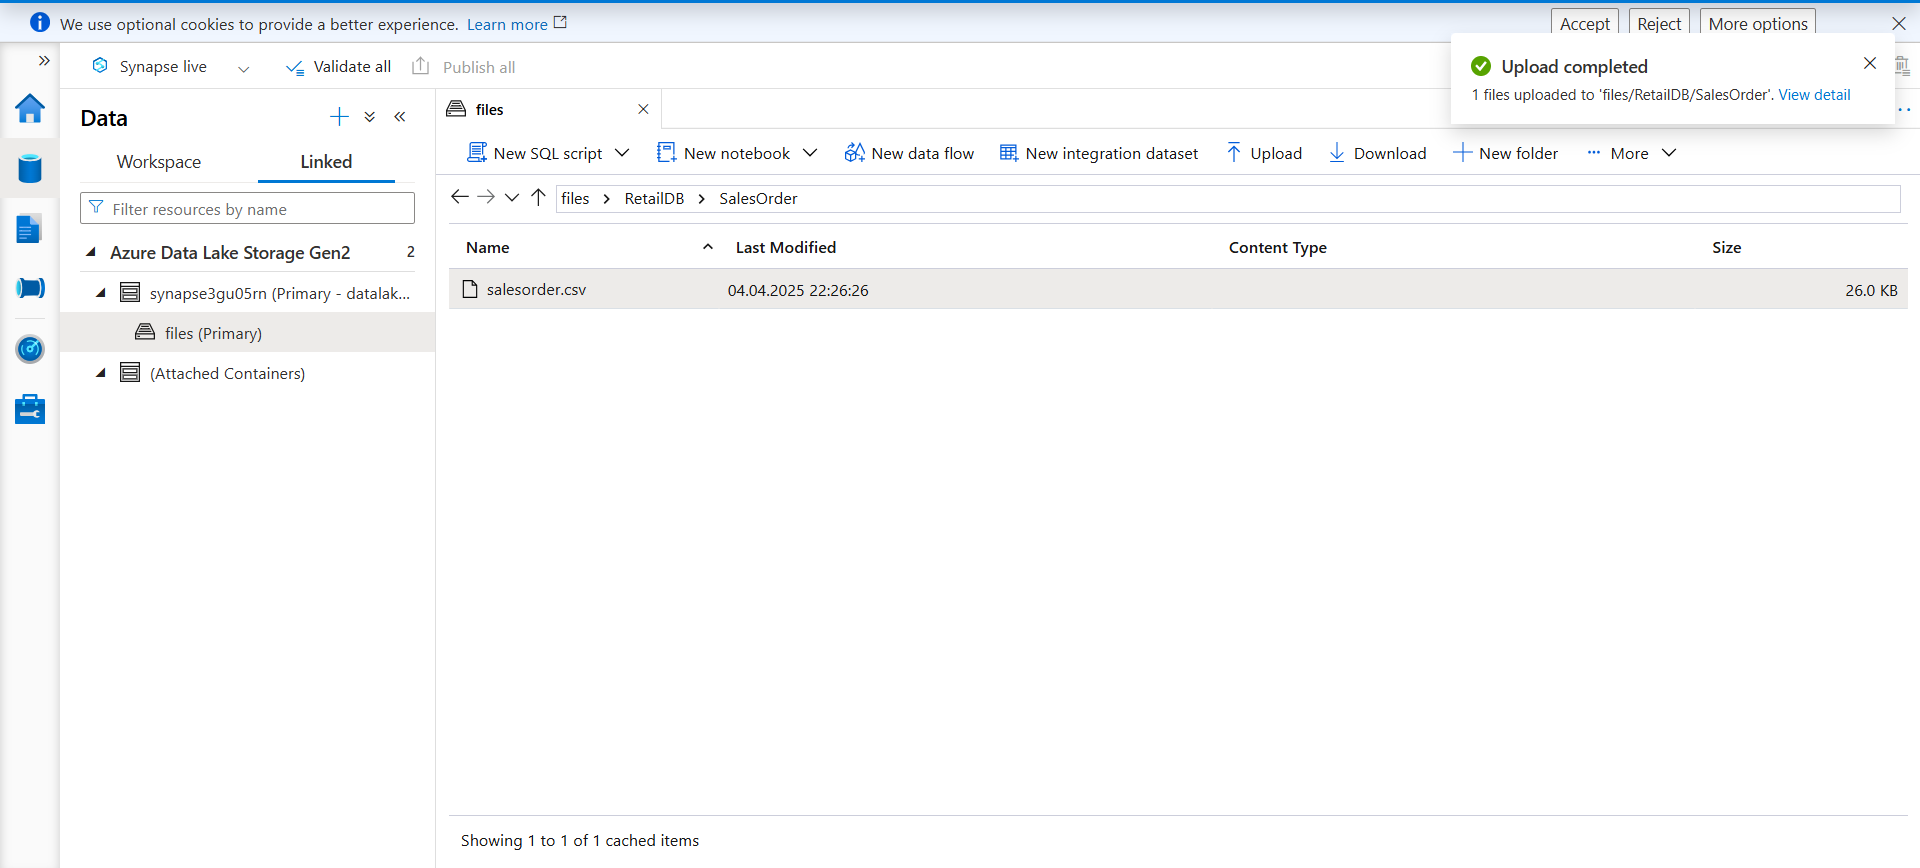 We use optional cookies to provide a better experience. Learn more
Accept
Reject
More options
Synapse live
Validate all
Publish all
Upload completed
1 files uploaded to 'files/RetailDB/SalesOrder'. View detail
Data
Workspace
Linked
Filter resources by name
Azure Data Lake Storage Gen2 2
synapse3gu05rn (Primary - datalak...
files (Primary)
(Attached Containers)
files
New SQL script
New notebook
New data flow
New integration dataset
Upload
Download
New folder
More
files > RetailDB > SalesOrder
Name Last Modified Content Type Size
salesorder.csv 04.04.2025 22:26:26 26.0 KB
Showing 1 to 1 of 1 cached items